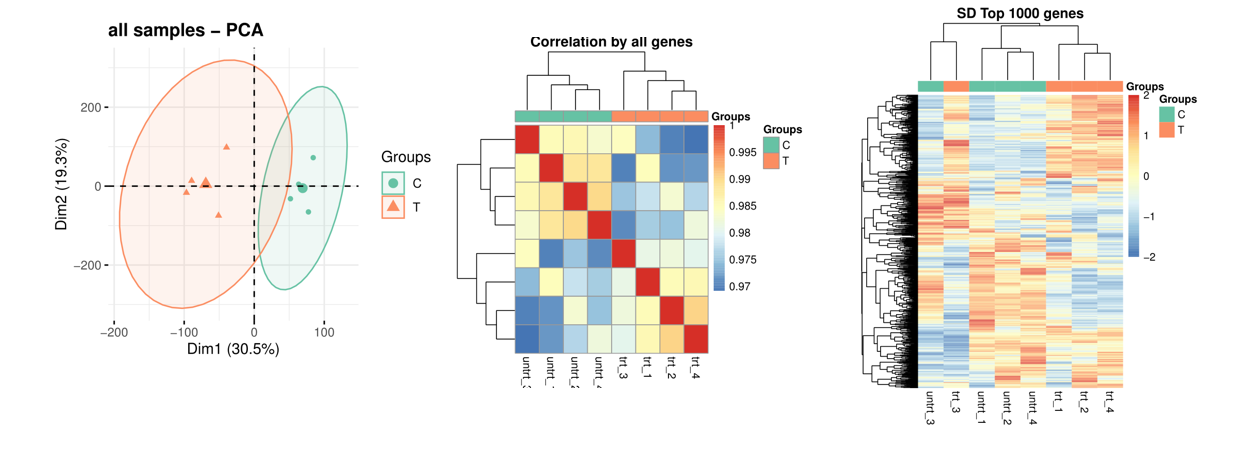 all samples – PCA
200
0
−200
−200
−100
0
100
Dim1 (30.5%)
Dim2 (19.3%)
Groups
C
T
Correlation by all genes
Groups
1
0.995
0.99
0.985
0.98
0.975
0.97
Groups
C
T
trt_3
trt_1
trt_2
trt_4
SD Top 1000 genes
Groups
2
1
0
−1
−2
Groups
C
T
untrt_3
trt_3
untrt_1
untrt_2
untrt_4
trt_1
trt_2
trt_4